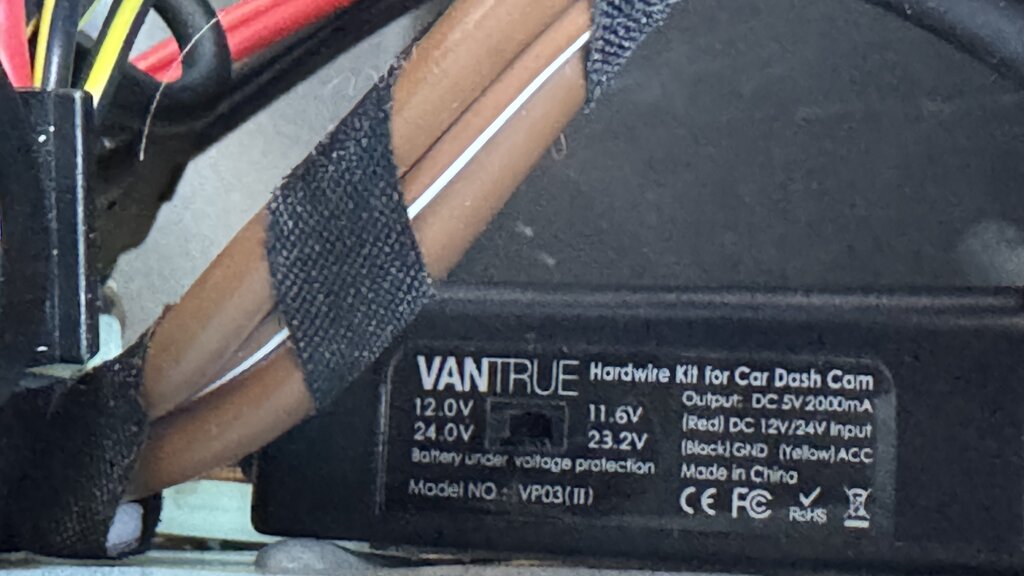 VANTRUE Hardwire Kit for Car Dash Cam
12.0V 11.6V
24.0V 23.2V
Battery under voltage protection
Model NO.: VP03(II)
Output: DC 5V 2000mA
(Red) DC 12V/24V Input
(Black) GND (Yellow) ACC
Made in China
CE FC RoHS